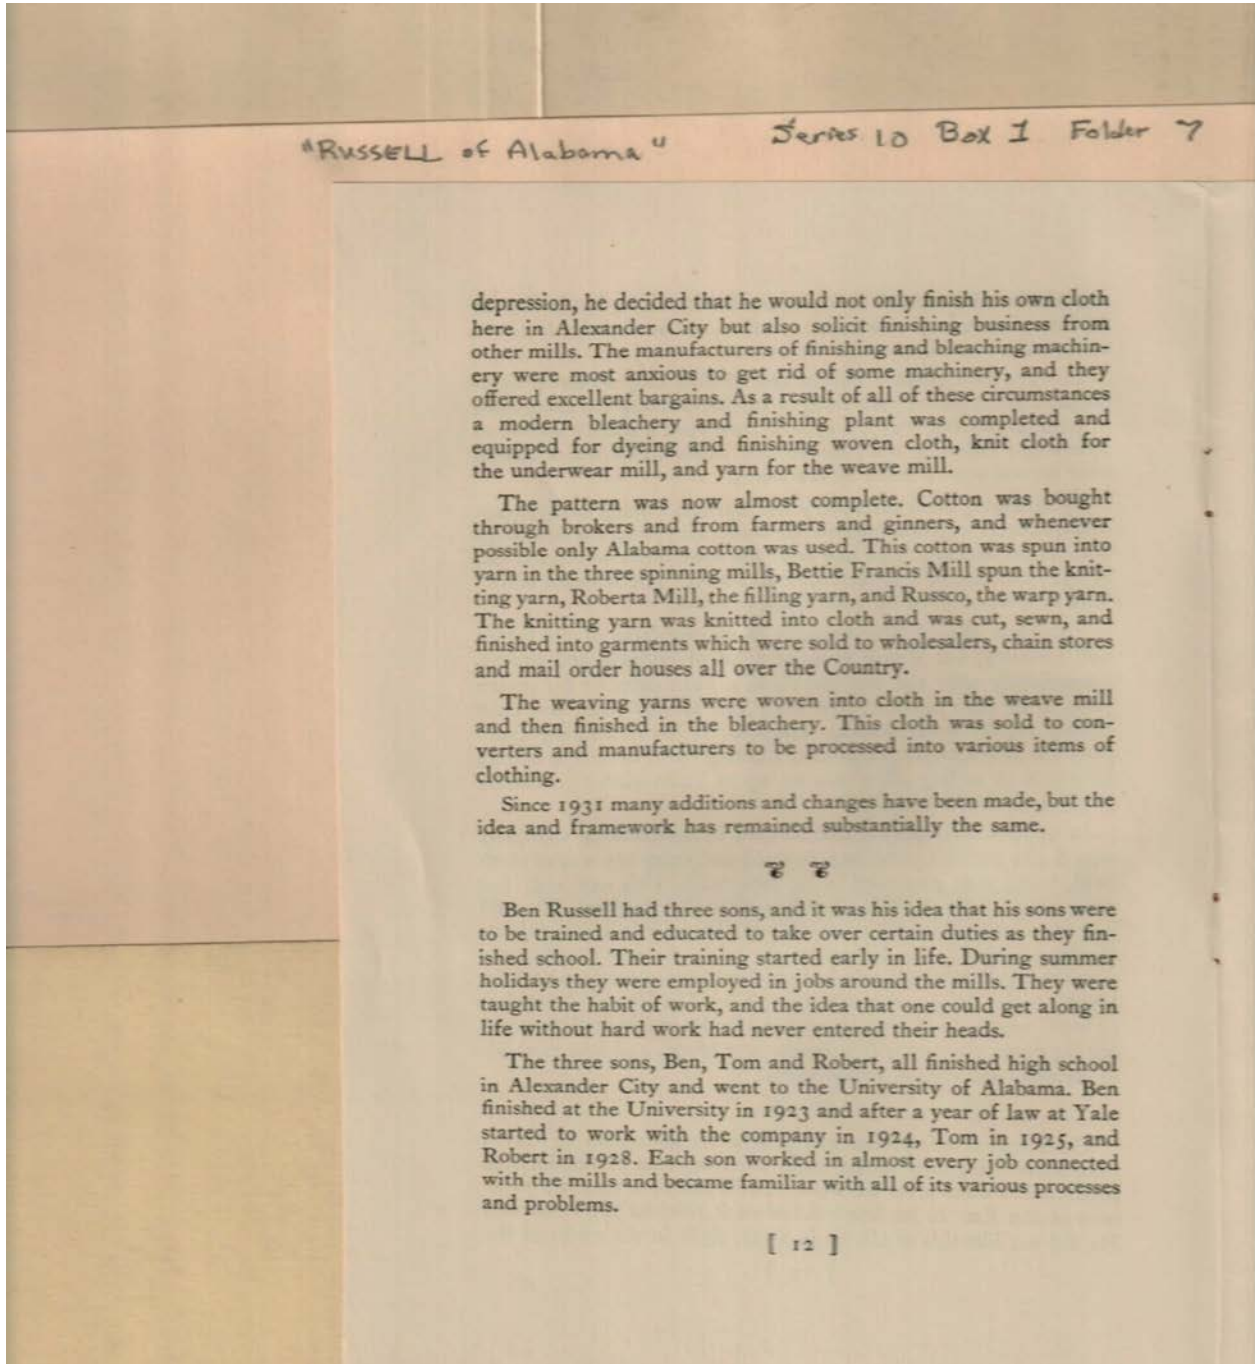 "RUSSELL of Alabama" Series 10 Box 1 Folder 7
depression, he decided that he would not only finish his own cloth
here in Alexander City but also solicit finishing business from
other mills. The manufacturers of finishing and bleaching machin-
ery were most anxious to get rid of some machinery, and they
offered excellent bargains. As a result of all of these circumstances
a modern bleachery and finishing plant was completed and
equipped for dyeing and finishing woven cloth, knit cloth for
the underwear mill, and yarn for the weave mill.
The pattern was now almost complete. Cotton was bought
through brokers and from farmers and ginners, and whenever
possible only Alabama cotton was used. This cotton was spun into
yarn in the three spinning mills, Bettie Francis Mill spun the knit-
ting yarn, Roberta Mill, the filling yarn, and Russco, the warp yarn.
The knitting yarn was knitted into cloth and was cut, sewn, and
finished into garments which were sold to wholesalers, chain stores
and mail order houses all over the Country.
The weaving yarns were woven into cloth in the weave mill
and then finished in the bleachery. This cloth was sold to con-
verters and manufacturers to be processed into various items of
clothing.
Since 1931 many additions and changes have been made, but the
idea and framework has remained substantially the same.
Ben Russell had three sons, and it was his idea that his sons were
to be trained and educated to take over certain duties as they fin-
ished school. Their training started early in life. During summer
holidays they were employed in jobs around the mills. They were
taught the habit of work, and the idea that one could get along in
life without hard work had never entered their heads.
The three sons, Ben, Tom and Robert, all finished high school
in Alexander City and went to the University of Alabama. Ben
finished at the University in 1923 and after a year of law at Yale
started to work with the company in 1924, Tom in 1925, and
Robert in 1928. Each son worked in almost every job connected
with the mills and became familiar with all of its various processes
and problems.
[ 12 ]